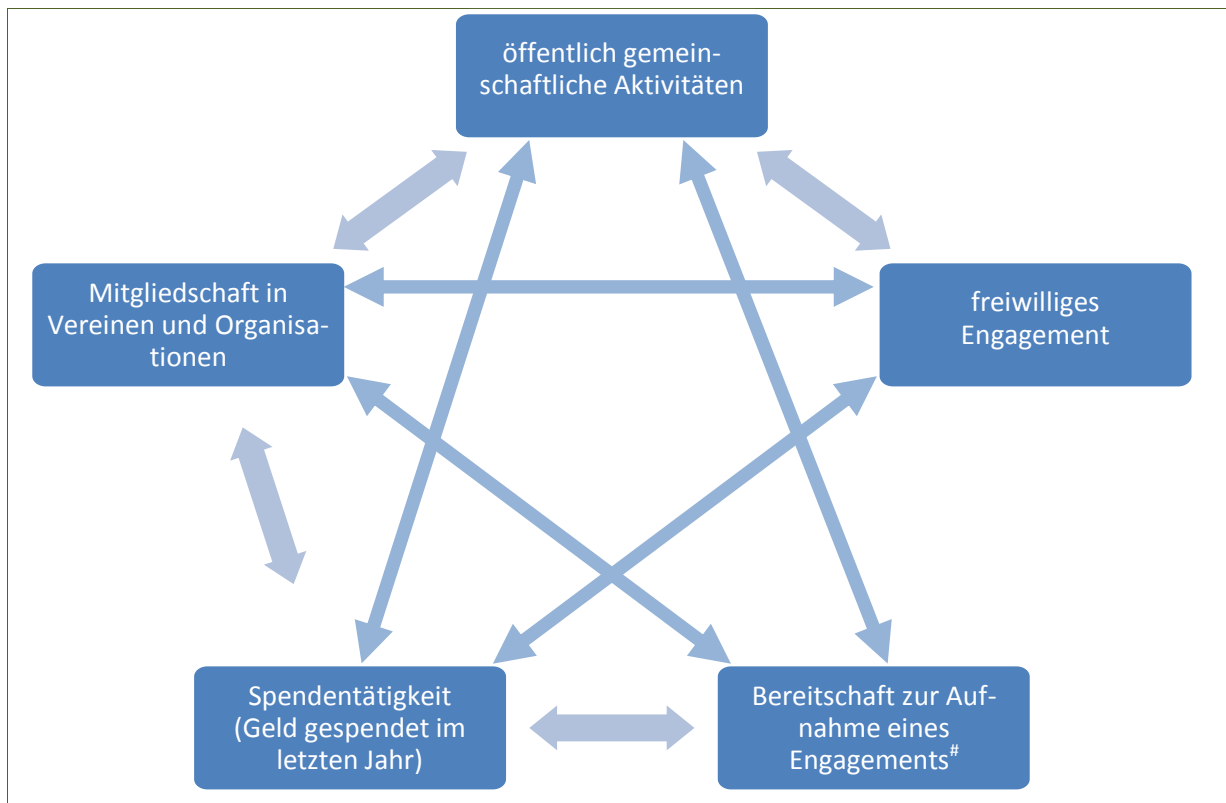 öffentlich gemein-
schaftliche Aktivitäten
Mitgliedschaft in
Vereinen und Organisa-
tionen
freiwilliges
Engagement
Spendentätigkeit
(Geld gespendet im
letzten Jahr)
Bereitschaft zur Auf-
nahme eines
Engagements#